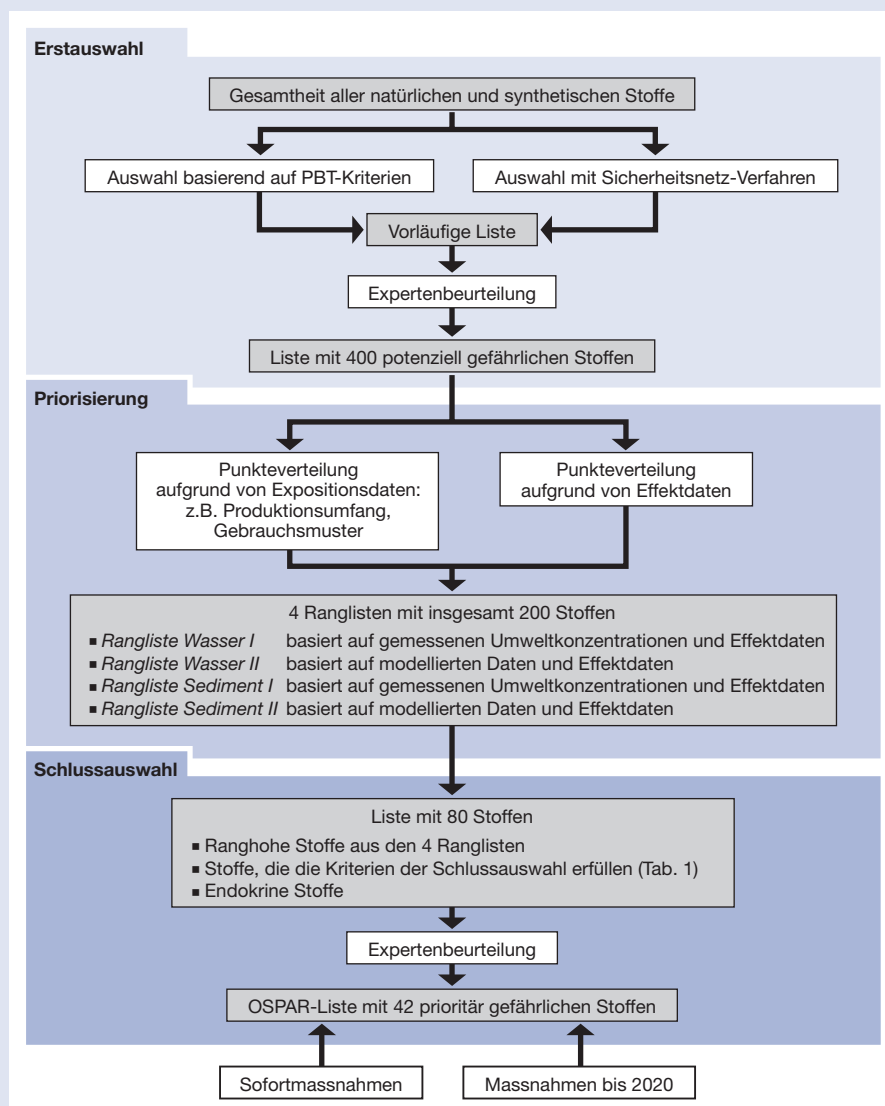 Erstauswahl
Gesamtheit aller natürlichen und synthetischen Stoffe
Auswahl basierend auf PBT-Kriterien
Auswahl mit Sicherheitsnetz-Verfahren
Vorläufige Liste
Expertenbeurteilung
Liste mit 400 potenziell gefährlichen Stoffen
Priorisierung
Punkteverteilung
aufgrund von Expositionsdaten:
z.B. Produktionsumfang,
Gebrauchsmuster
Punkteverteilung
aufgrund von Effektdaten
4 Ranglisten mit insgesamt 200 Stoffen
▪ Rangliste Wasser I basiert auf gemessenen Umweltkonzentrationen und Effektdaten
▪ Rangliste Wasser II basiert auf modellierten Daten und Effektdaten
▪ Rangliste Sediment I basiert auf gemessenen Umweltkonzentrationen und Effektdaten
▪ Rangliste Sediment II basiert auf modellierten Daten und Effektdaten
Schlussauswahl
Liste mit 80 Stoffen
▪ Ranghohe Stoffe aus den 4 Ranglisten
▪ Stoffe, die die Kriterien der Schlussauswahl erfüllen (Tab. 1)
▪ Endokrine Stoffe
Expertenbeurteilung
OSPAR-Liste mit 42 prioritär gefährlichen Stoffen
Sofortmassnahmen
Massnahmen bis 2020